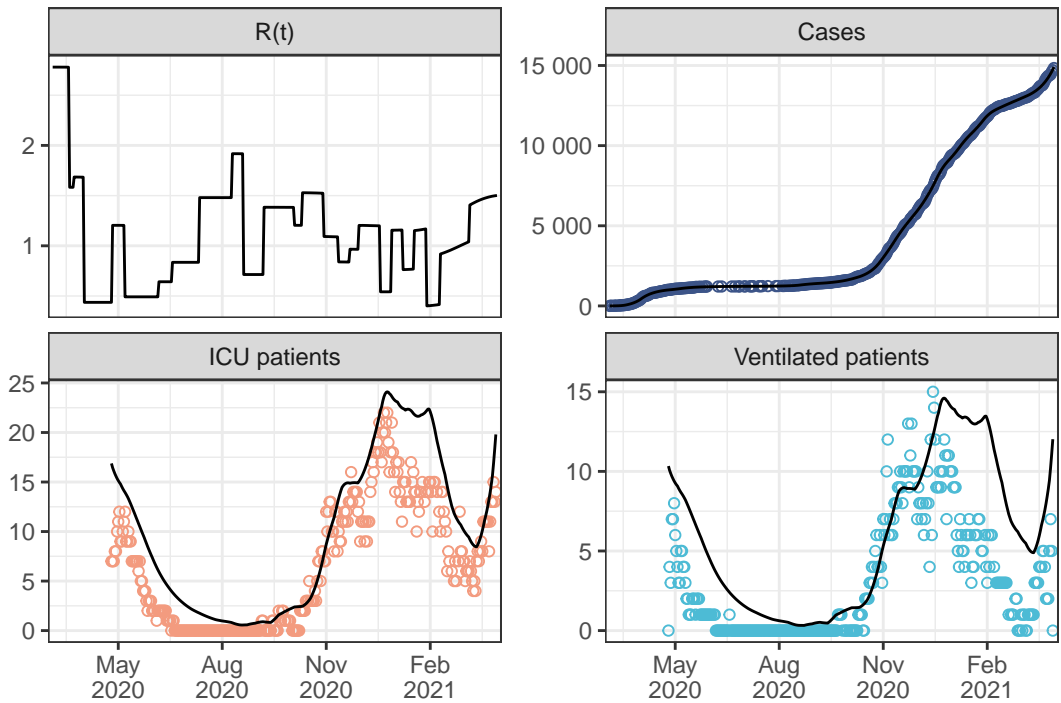 R(t)
2
1
Cases
15 000
10 000
5 000
0
ICU patients
25
20
15
10
5
0
May Aug Nov Feb
2020 2020 2020 2021
Ventilated patients
15
10
5
0
May Aug Nov Feb
2020 2020 2020 2021